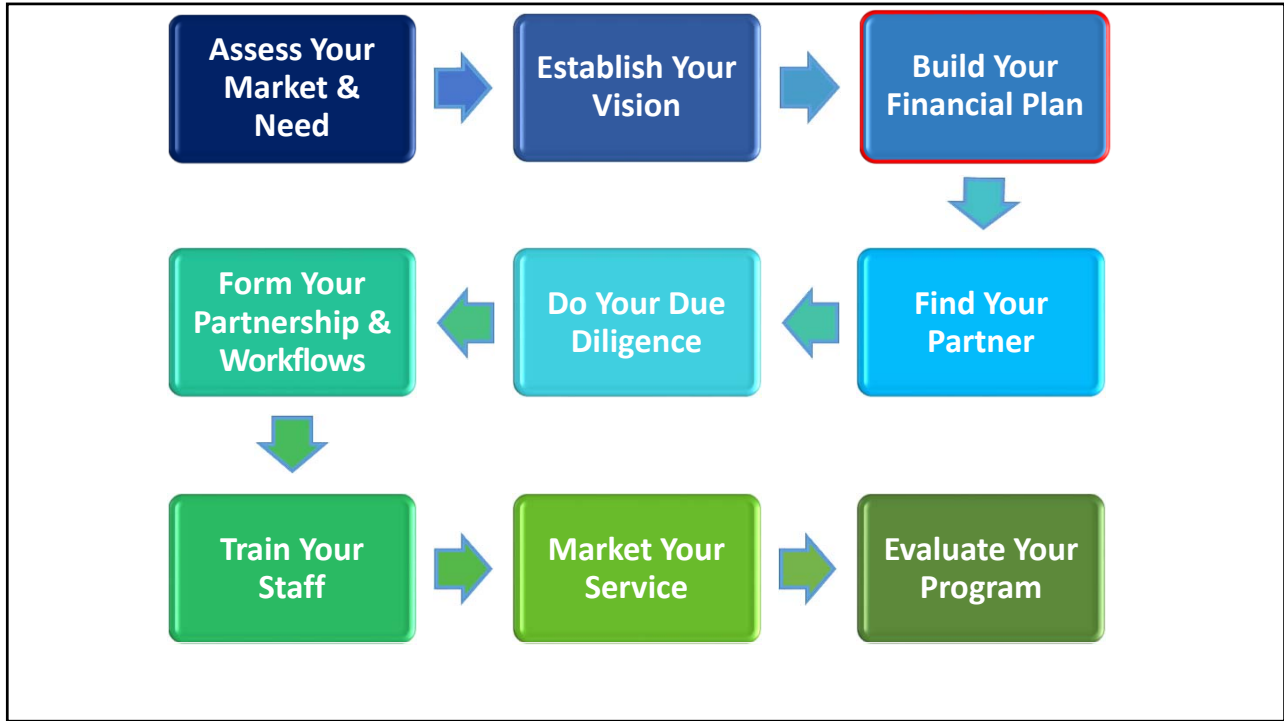 Assess Your
Market &
Need
Establish Your
Vision
Build Your
Financial Plan
Find Your
Partner
Do Your Due
Diligence
Form Your
Partnership &
Workflows
Train Your
Staff
Market Your
Service
Evaluate Your
Program